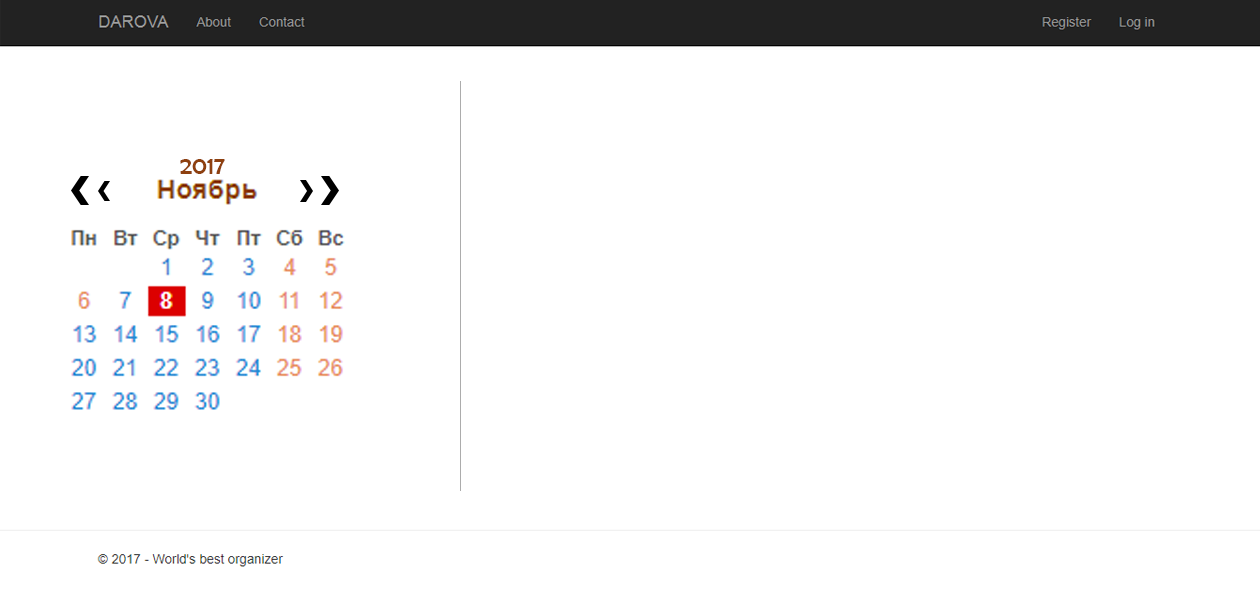 DAROVA About Contact Register Log in
2017
❮ ‹ Ноябрь › ❯
Пн Вт Ср Чт Пт Сб Вс
1 2 3 4 5
6 7 8 9 10 11 12
13 14 15 16 17 18 19
20 21 22 23 24 25 26
27 28 29 30
© 2017 - World's best organizer